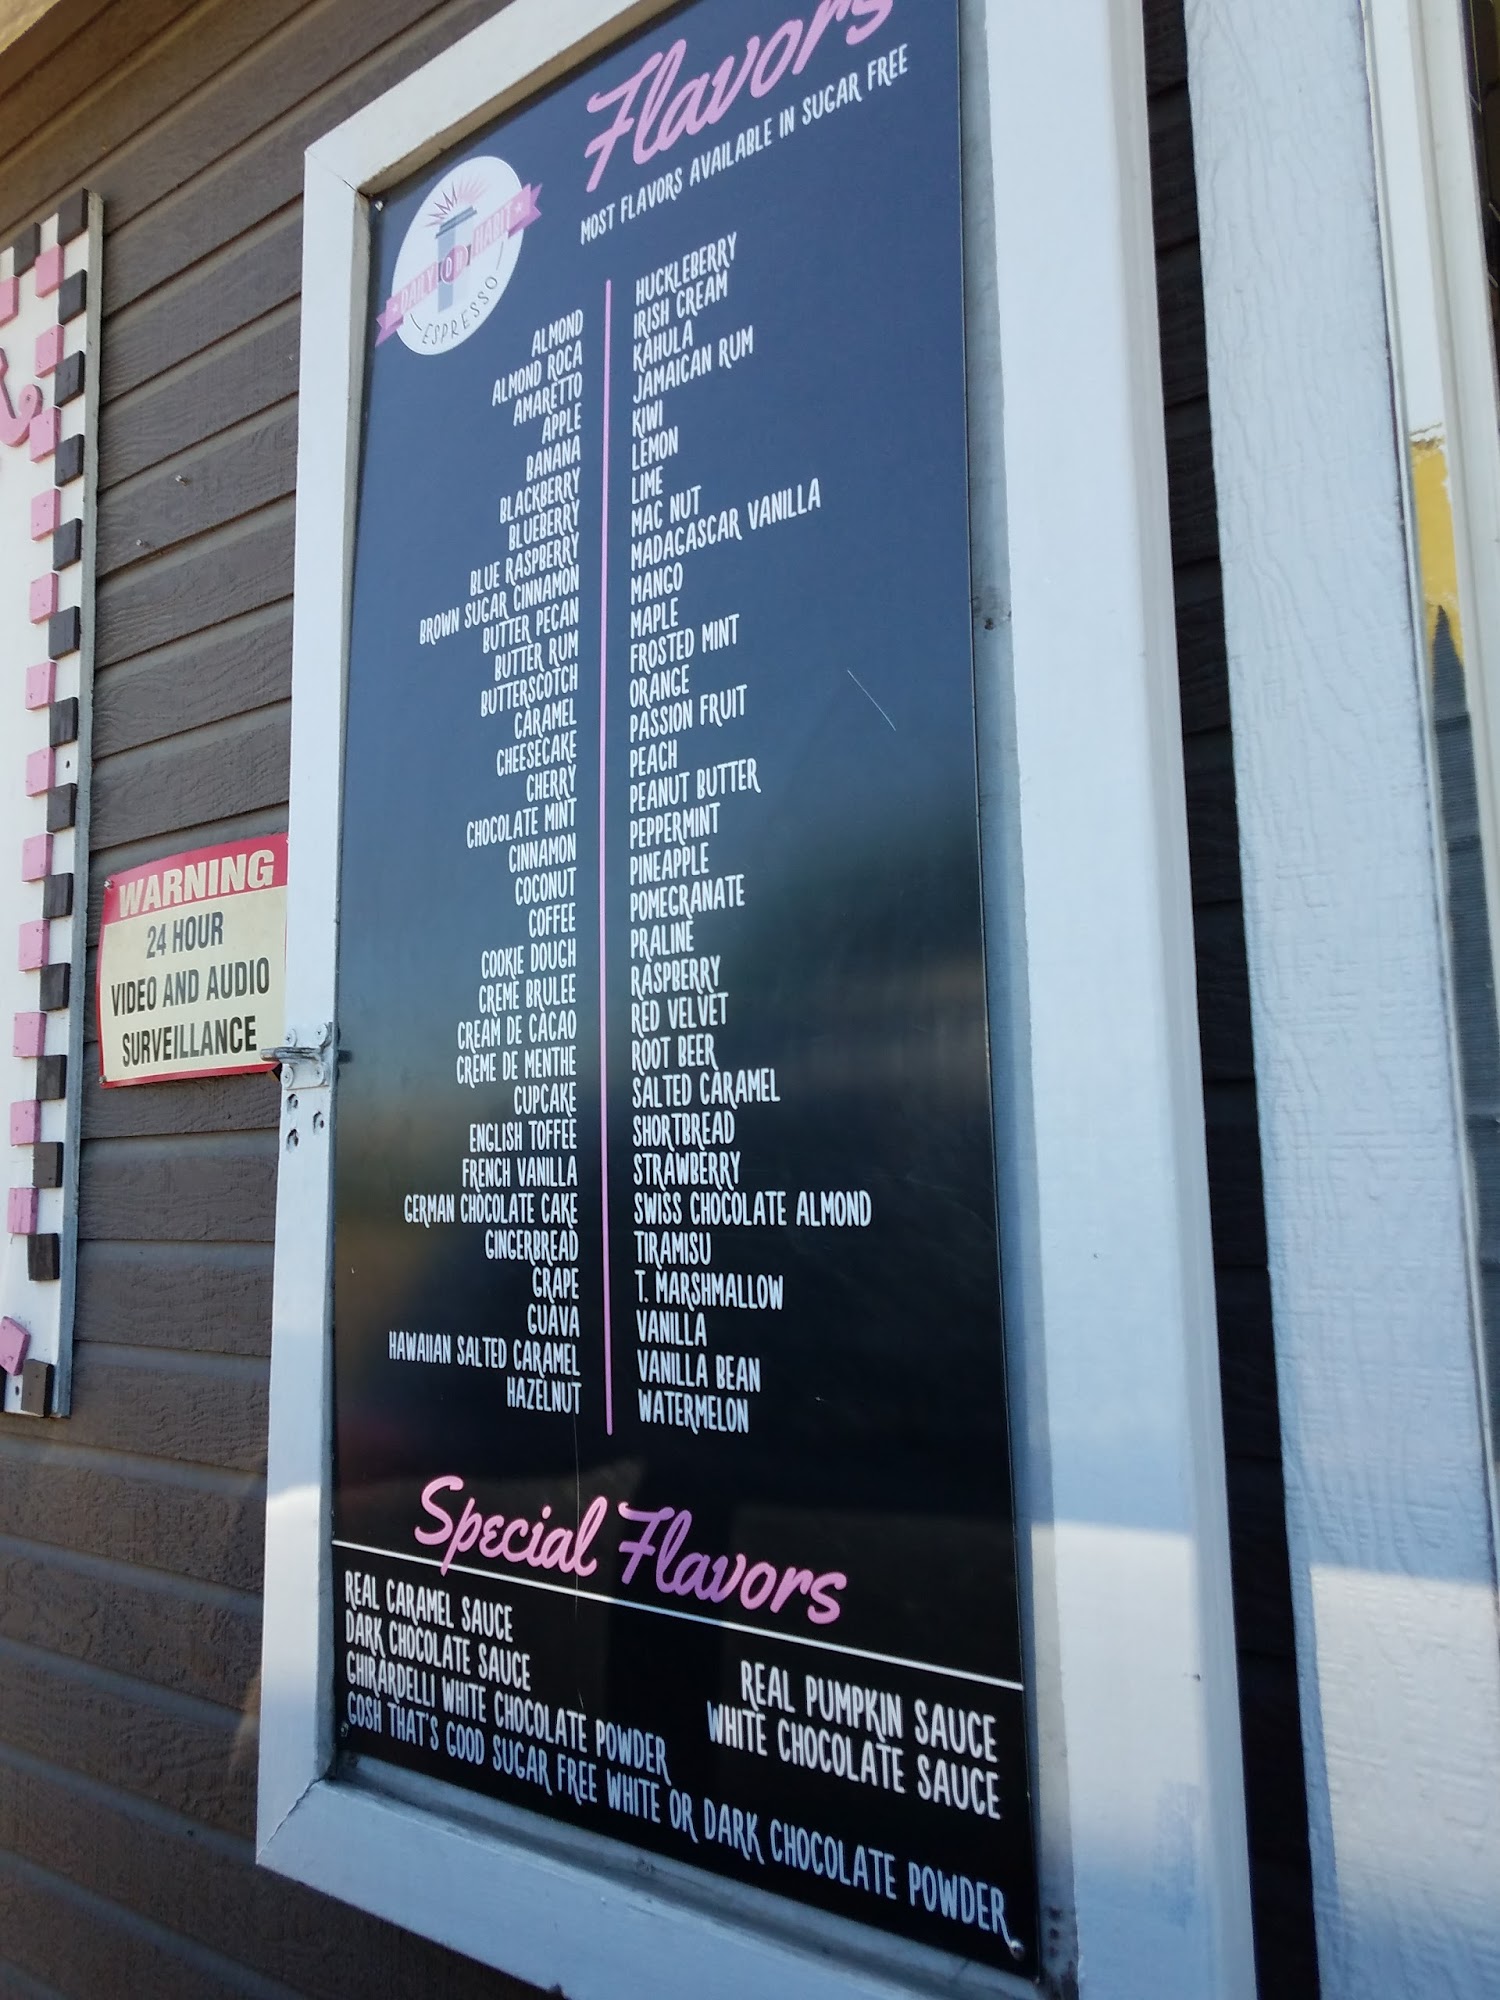 Flavors
MOST FLAVORS AVAILABLE IN SUGAR FREE
DAILY HABIT
ESPRESSO
ALMOND
ALMOND ROCA
AMARETTO
APPLE
BANANA
BLACKBERRY
BLUEBERRY
BLUE RASPBERRY
BROWN SUGAR CINNAMON
BUTTER PECAN
BUTTER RUM
BUTTERSCOTCH
CARAMEL
CHEESECAKE
CHERRY
CHOCOLATE MINT
CINNAMON
COCONUT
COFFEE
COOKIE DOUGH
CREME BRULEE
CREAM DE CACAO
CREME DE MENTHE
CUPCAKE
ENGLISH TOFFEE
FRENCH VANILLA
GERMAN CHOCOLATE CAKE
GINGERBREAD
GRAPE
GUAVA
HAWAIIAN SALTED CARAMEL
HAZELNUT
HUCKLEBERRY
IRISH CREAM
KAHULA
JAMAICAN RUM
KIWI
LEMON
LIME
MAC NUT
MADAGASCAR VANILLA
MANGO
MAPLE
FROSTED MINT
ORANGE
PASSION FRUIT
PEACH
PEANUT BUTTER
PEPPERMINT
PINEAPPLE
POMEGRANATE
PRALINE
RASPBERRY
RED VELVET
ROOT BEER
SALTED CARAMEL
SHORTBREAD
STRAWBERRY
SWISS CHOCOLATE ALMOND
TIRAMISU
T. MARSHMALLOW
VANILLA
VANILLA BEAN
WATERMELON
Special Flavors
REAL CARAMEL SAUCE
DARK CHOCOLATE SAUCE
GHIRARDELLI WHITE CHOCOLATE POWDER
GOSH THAT'S GOOD SUGAR FREE WHITE OR DARK CHOCOLATE POWDER
REAL PUMPKIN SAUCE
WHITE CHOCOLATE SAUCE
WARNING
24 HOUR
VIDEO AND AUDIO
SURVEILLANCE